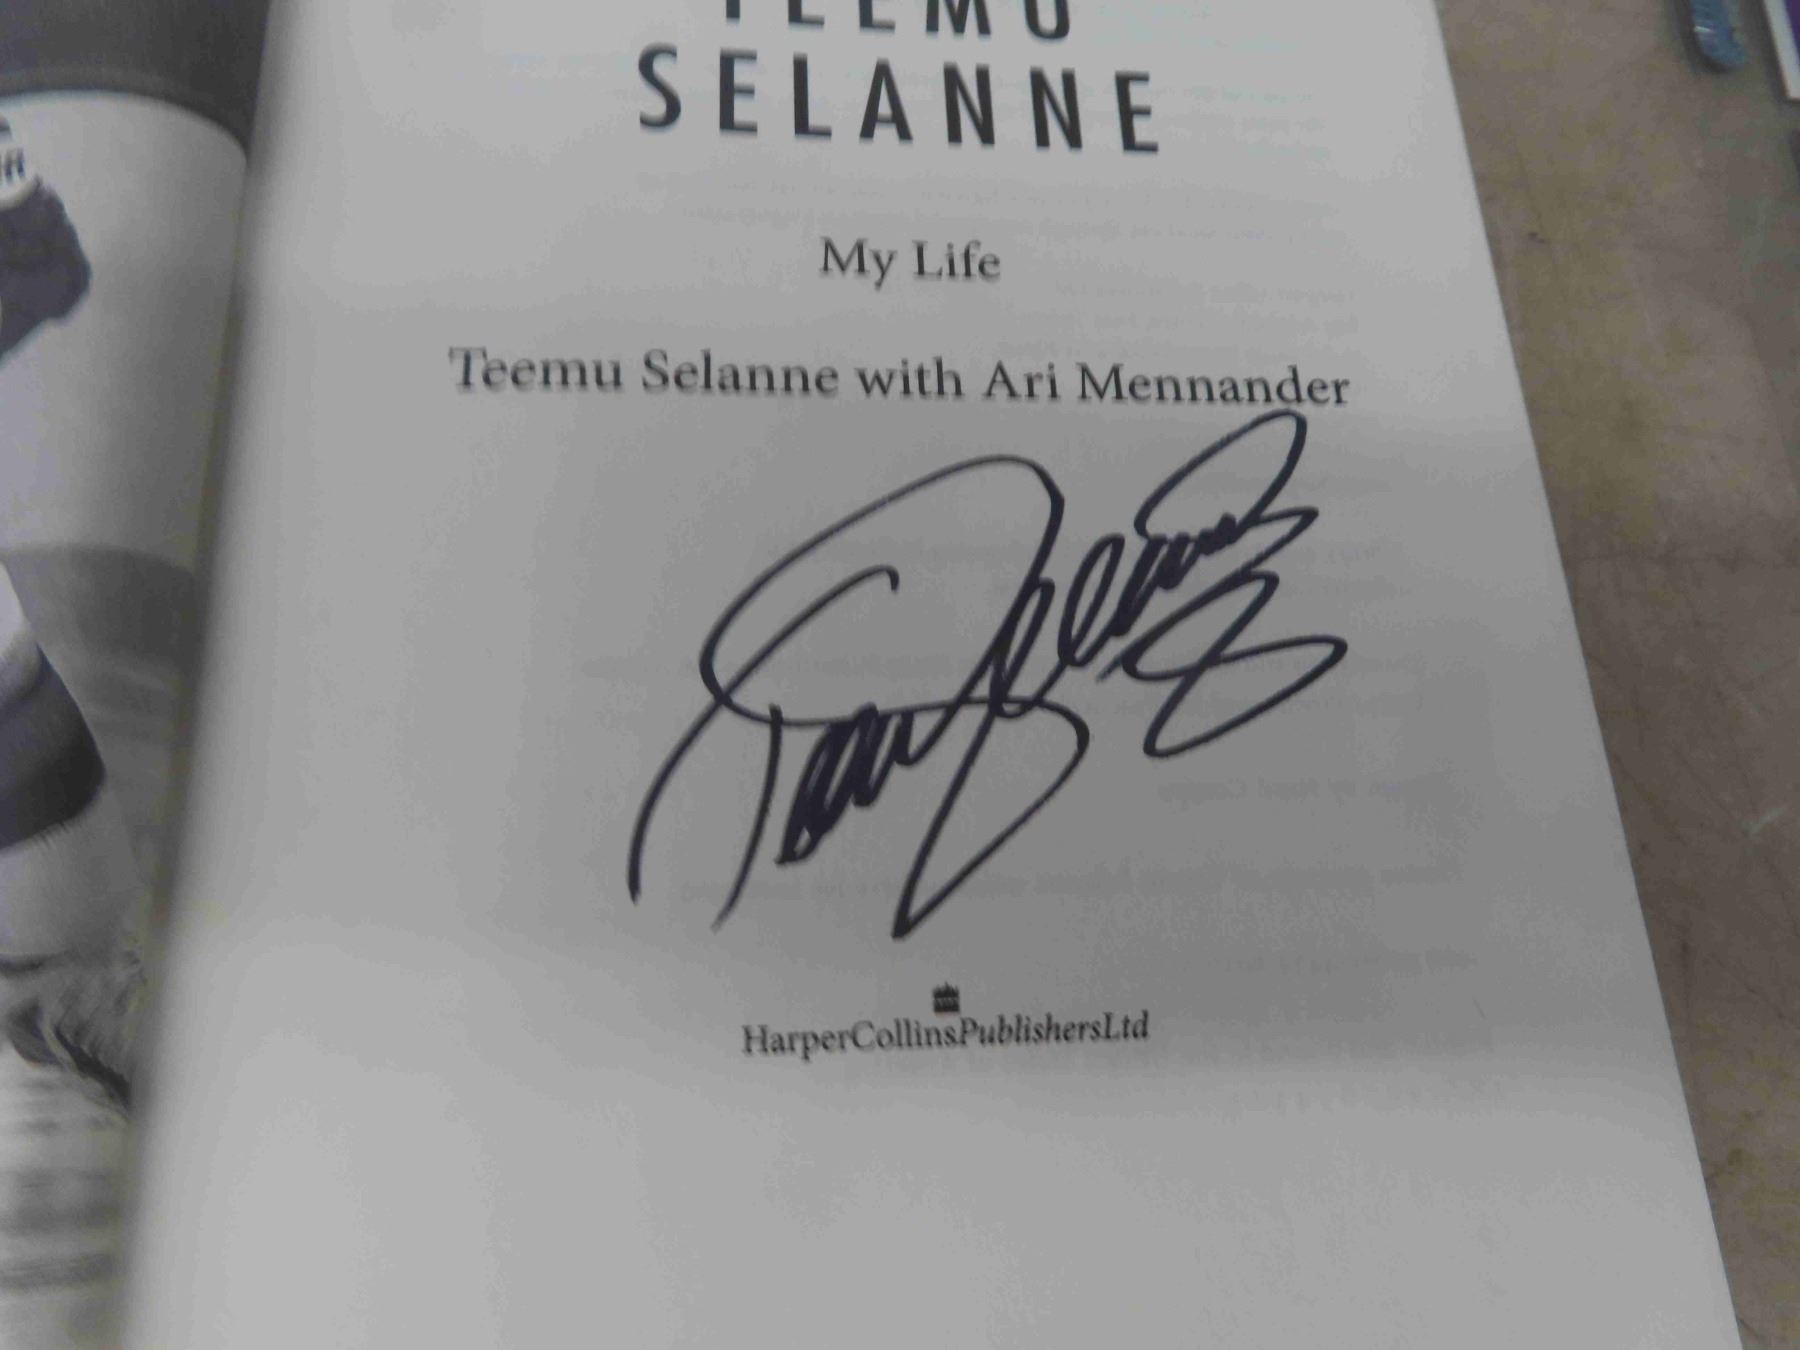 TEEMU
SELANNE
My Life
Teemu Selanne with Ari Mennander
HarperCollinsPublishersLtd